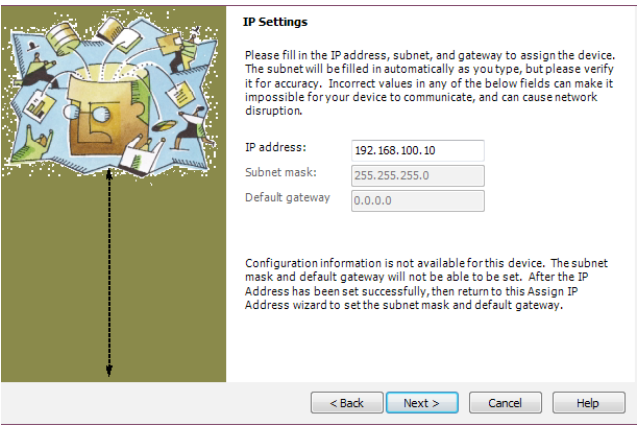 IP Settings
Please fill in the IP address, subnet, and gateway to assign the device.
The subnet will be filled in automatically as you type, but please verify
it for accuracy. Incorrect values in any of the below fields can make it
impossible for your device to communicate, and can cause network
disruption.
IP address: 192.168.100.10
Subnet mask: 255.255.255.0
Default gateway 0.0.0.0
Configuration information is not available for this device. The subnet
mask and default gateway will not be able to be set. After the IP
Address has been set successfully, then return to this Assign IP
Address wizard to set the subnet mask and default gateway.
< Back Next > Cancel Help